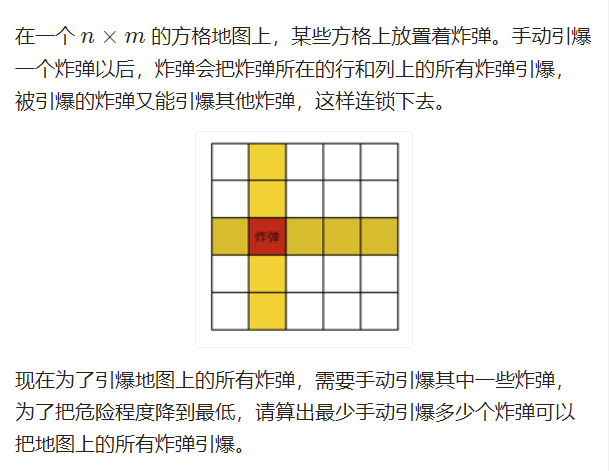 在一个 n × m 的方格地图上，某些方格上放置着炸弹。手动引爆
一个炸弹以后，炸弹会把炸弹所在的行和列上的所有炸弹引爆，
被引爆的炸弹又能引爆其他炸弹，这样连锁下去。
炸弹
现在为了引爆地图上的所有炸弹，需要手动引爆其中一些炸弹，
为了把危险程度降到最低，请算出最少手动引爆多少个炸弹可以
把地图上的所有炸弹引爆。